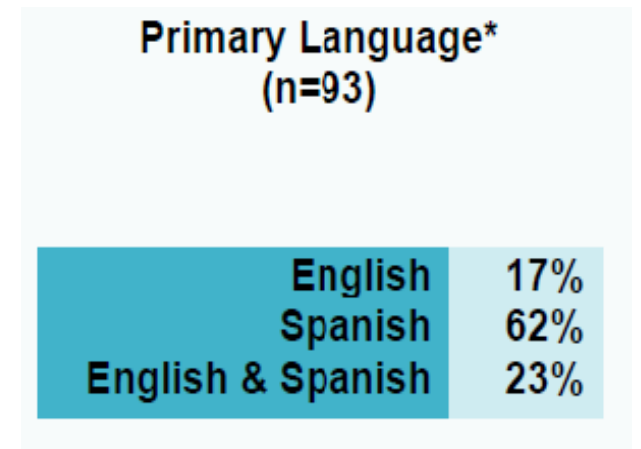 Primary Language*
(n=93)
English 17%
Spanish 62%
English & Spanish 23%